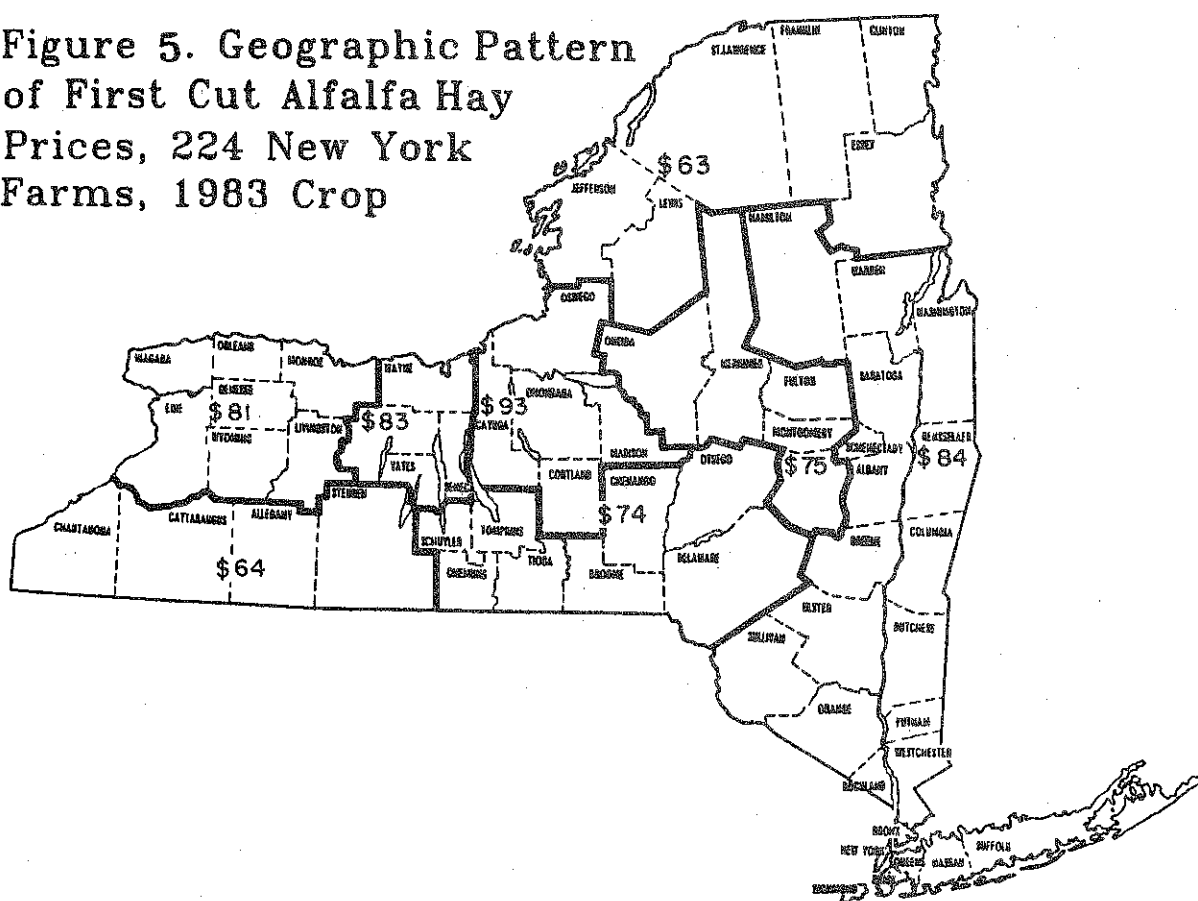 Figure 5. Geographic Pattern
of First Cut Alfalfa Hay
Prices, 224 New York
Farms, 1983 Crop
FRANKLIN
CLINTON
ST.LAWRENCE
ESSEX
$63
JEFFERSON
LEWIS
HAMILTON
WARREN
OSWEGO
WASHINGTON
ONEIDA
ORLEANS
NIAGARA
MONROE
WAYNE
HERKIMER
SARATOGA
FULTON
GENESEE
ONONDAGA
ERIE
$81
$83
$93
CAYUGA
LIVINGSTON
MONTGOMERY
RENSSELAER
WYOMING
SCHENECTADY
MADISON
OTSEGO
$75
ALBANY
$84
YATES
CORTLAND
CHENANGO
SENECA
STEUBEN
$74
CHAUTAUQUA
CATTARAUGUS
ALLEGANY
TOMPKINS
COLUMBIA
SCHUYLER
GREENE
$64
TIOGA
DELAWARE
CHEMUNG
BROOME
ULSTER
DUTCHESS
SULLIVAN
ORANGE
PUTNAM
WESTCHESTER
ROCKLAND
BRONX
NEW YORK
QUEENS
NASSAU
SUFFOLK
RICHMOND